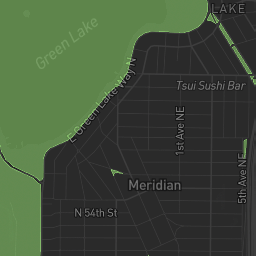 LAKE
Green Lake
E Green Lake Way N
Tsui Sushi Bar
1st Ave NE
5th Ave NE
Meridian
N 54th St